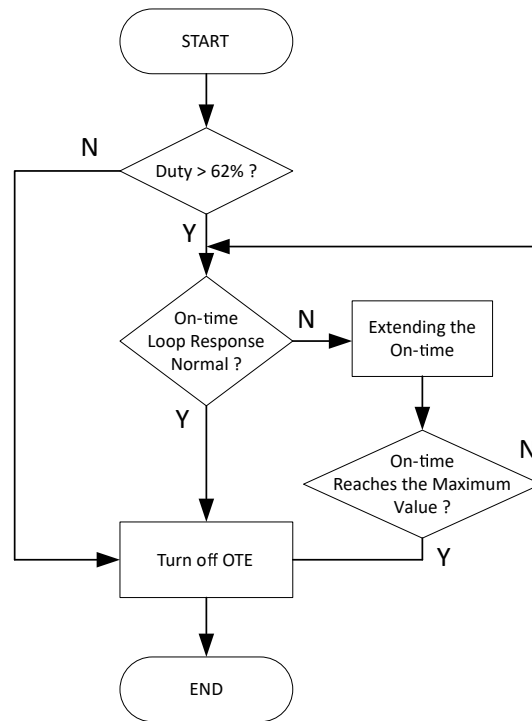 START
N
Duty > 62% ?
Y
On-time
Loop Response
Normal ?
N
Extending the
On-time
Y
On-time
Reaches the Maximum
Value ?
N
Turn off OTE
Y
END